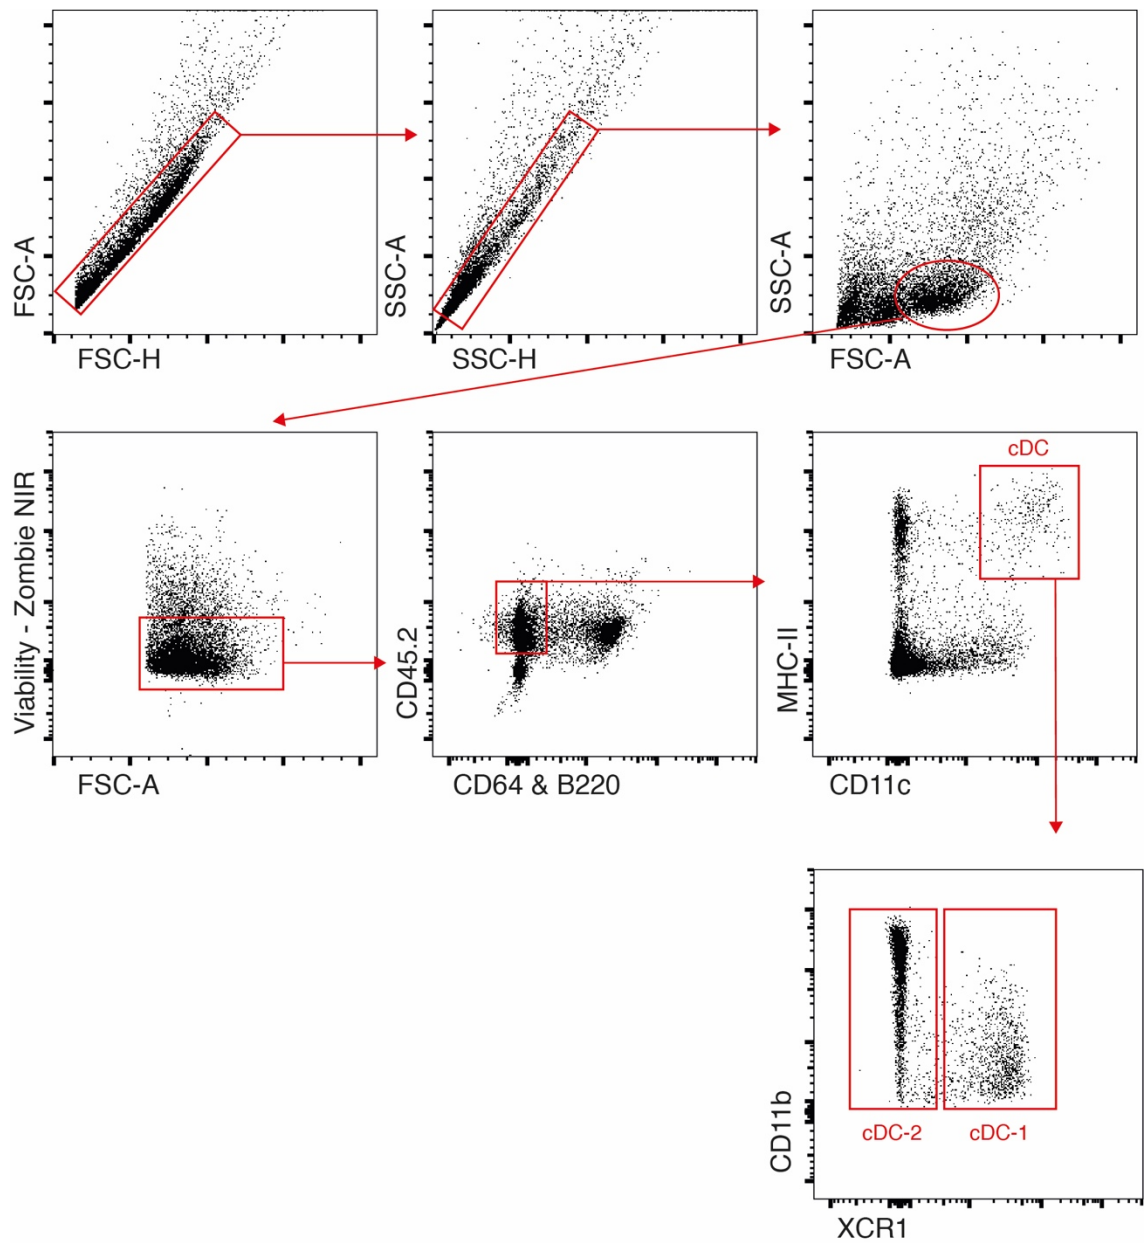 FSC-A
FSC-H
SSC-A
SSC-H
SSC-A
FSC-A
Viability - Zombie NIR
FSC-A
CD45.2
CD64 & B220
cDC
MHC-II
CD11c
CD11b
cDC-2
cDC-1
XCR1